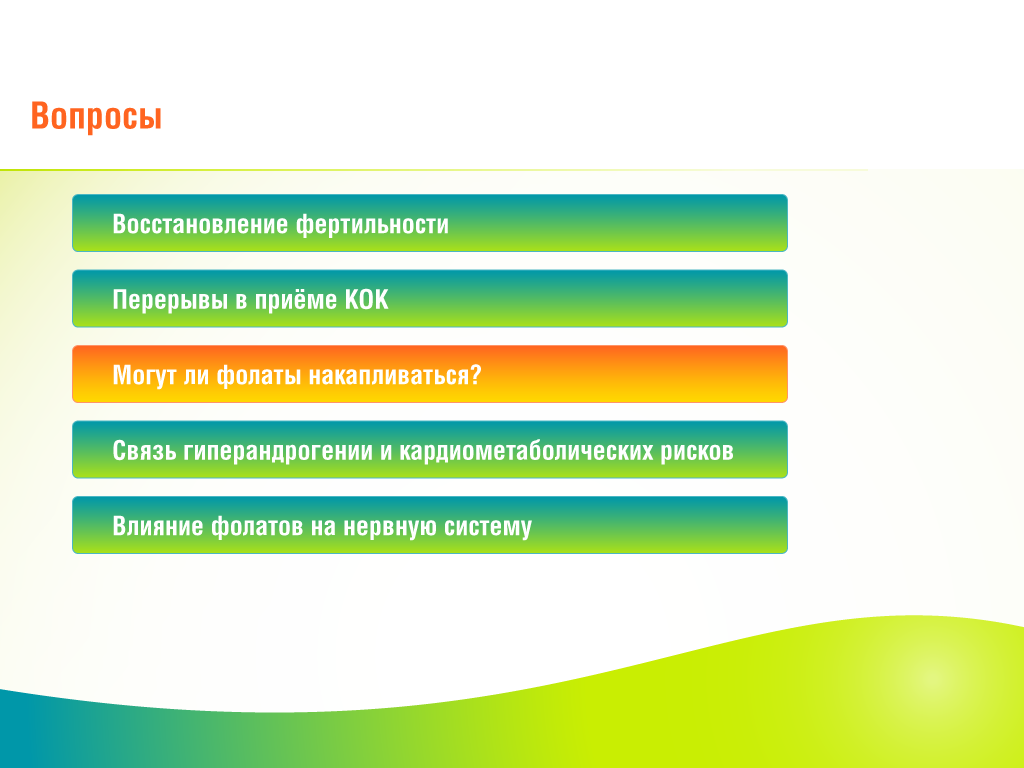 Вопросы
Восстановление фертильности
Перерывы в приёме КОК
Могут ли фолаты накапливаться?
Связь гиперандрогении и кардиометаболических рисков
Влияние фолатов на нервную систему